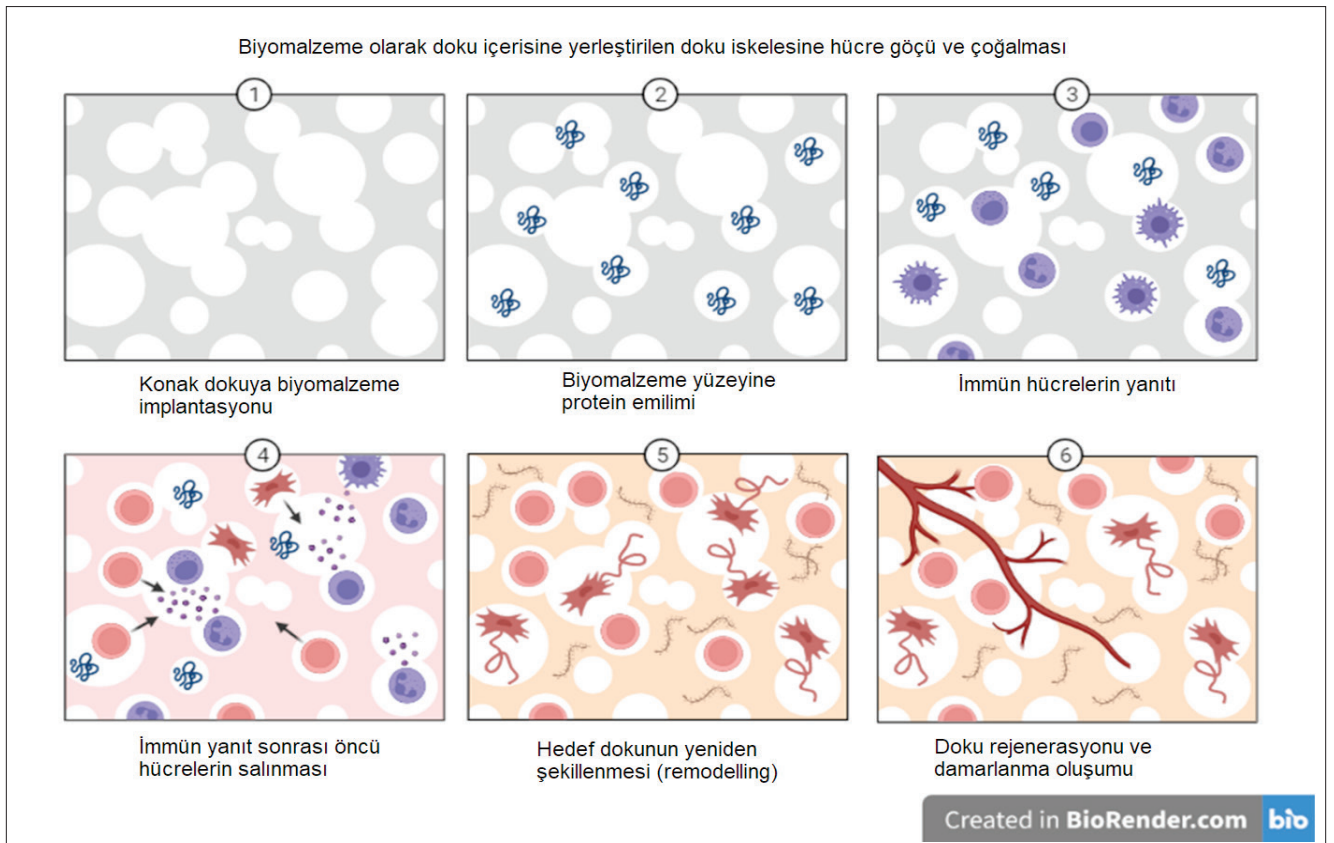 Biyomalzeme olarak doku içerisine yerleştirilen doku iskelesine hücre göçü ve çoğalması
1
2
3
Konak dokuya biyomalzeme
implantasyonu
Biyomalzeme yüzeyine
protein emilimi
İmmün hücrelerin yanıtı
4
5
6
İmmün yanıt sonrası öncü
hücrelerin salınması
Hedef dokunun yeniden
şekillenmesi (remodelling)
Doku rejenerasyonu ve
damarlanma oluşumu
Created in BioRender.com bio